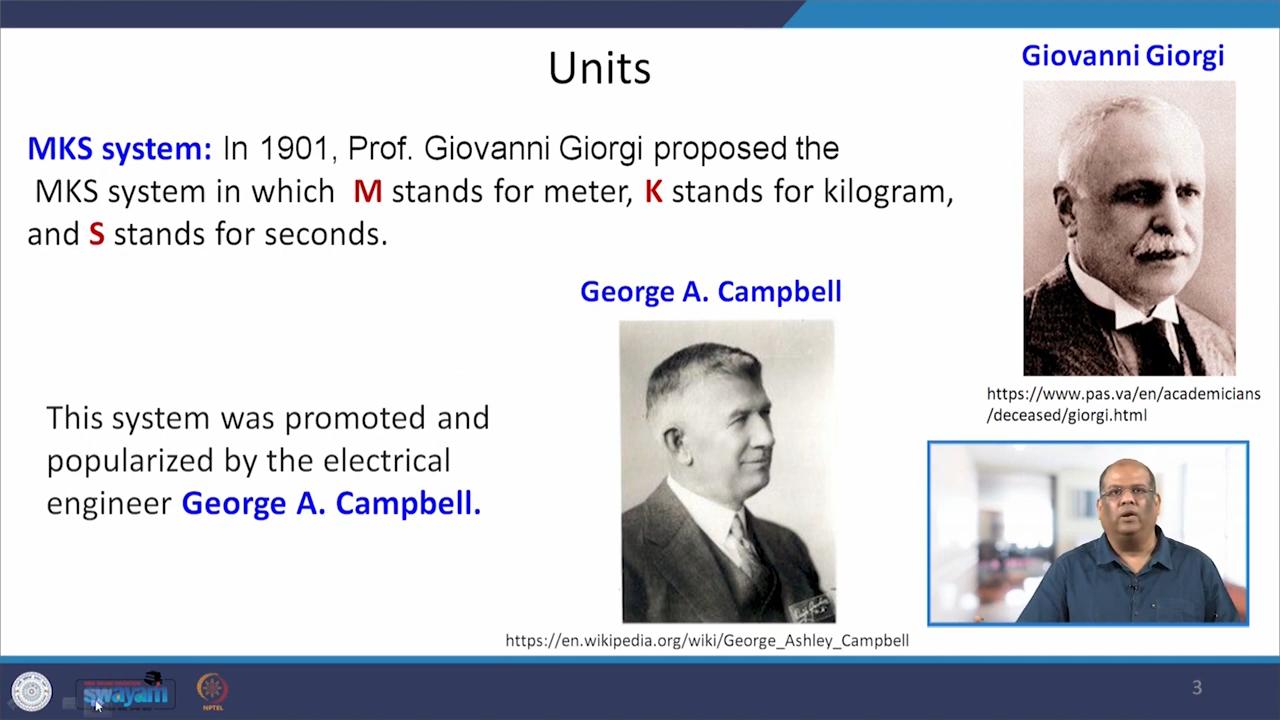 Units
Giovanni Giorgi
MKS system: In 1901, Prof. Giovanni Giorgi proposed the
MKS system in which M stands for meter, K stands for kilogram,
and S stands for seconds.
George A. Campbell
https://www.pas.va/en/academicians
/deceased/giorgi.html
This system was promoted and
popularized by the electrical
engineer George A. Campbell.
https://en.wikipedia.org/wiki/George_Ashley_Campbell
swayam
NPTEL
3